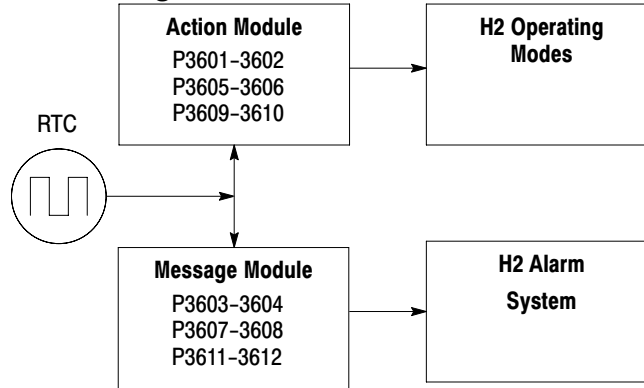 Action Module
P3601-3602
P3605-3606
P3609-3610
H2 Operating
Modes
RTC
Message Module
P3603-3604
P3607-3608
P3611-3612
H2 Alarm
System